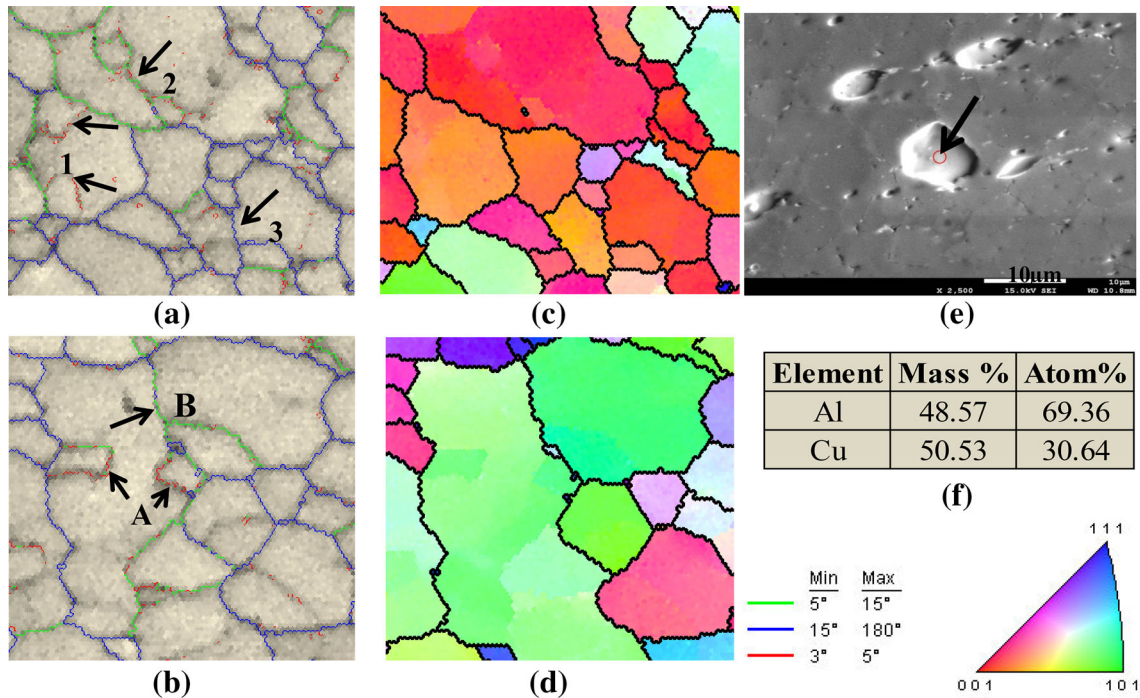 2
1
3
(a)
(c)
10μm
X 2,500 15.0kV SEI 10μm WD 10.8mm
(e)
B
A
(b)
(d)
Element Mass % Atom%
Al 48.57 69.36
Cu 50.53 30.64
(f)
Min Max
5° 15°
15° 180°
3° 5°
111
001 101